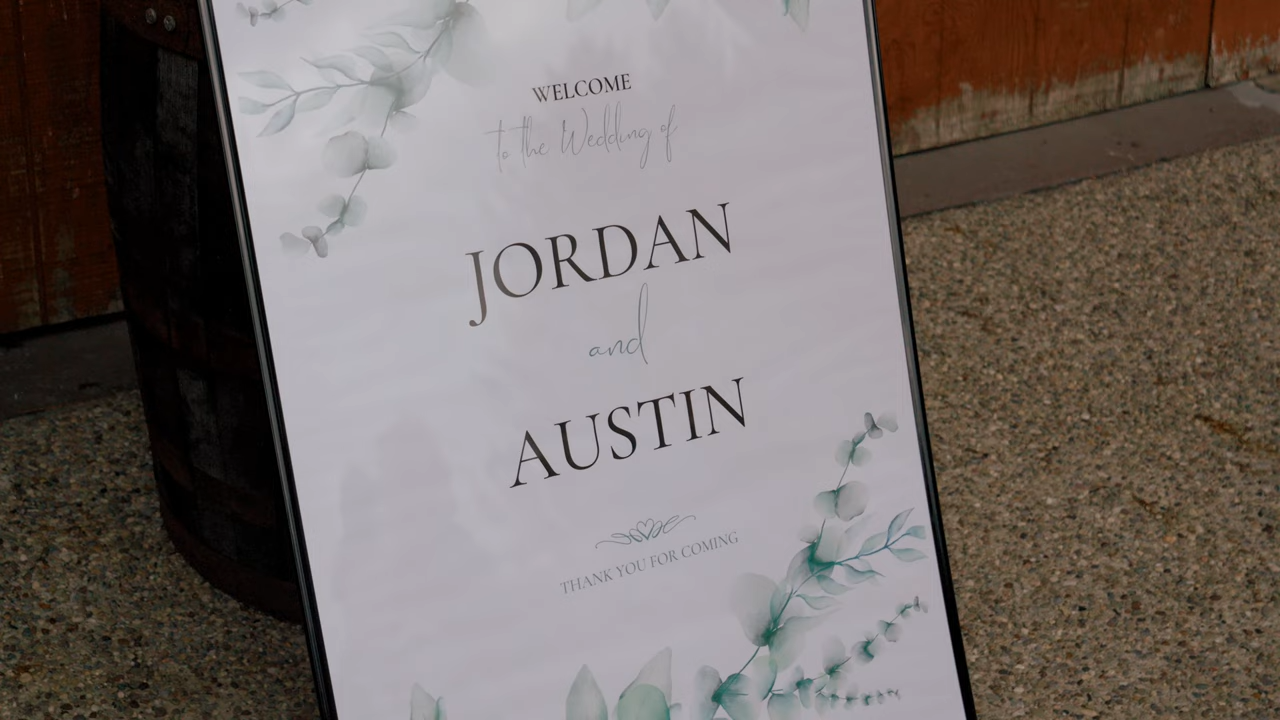 WELCOME
to the Wedding of
JORDAN
and
AUSTIN
THANK YOU FOR COMING